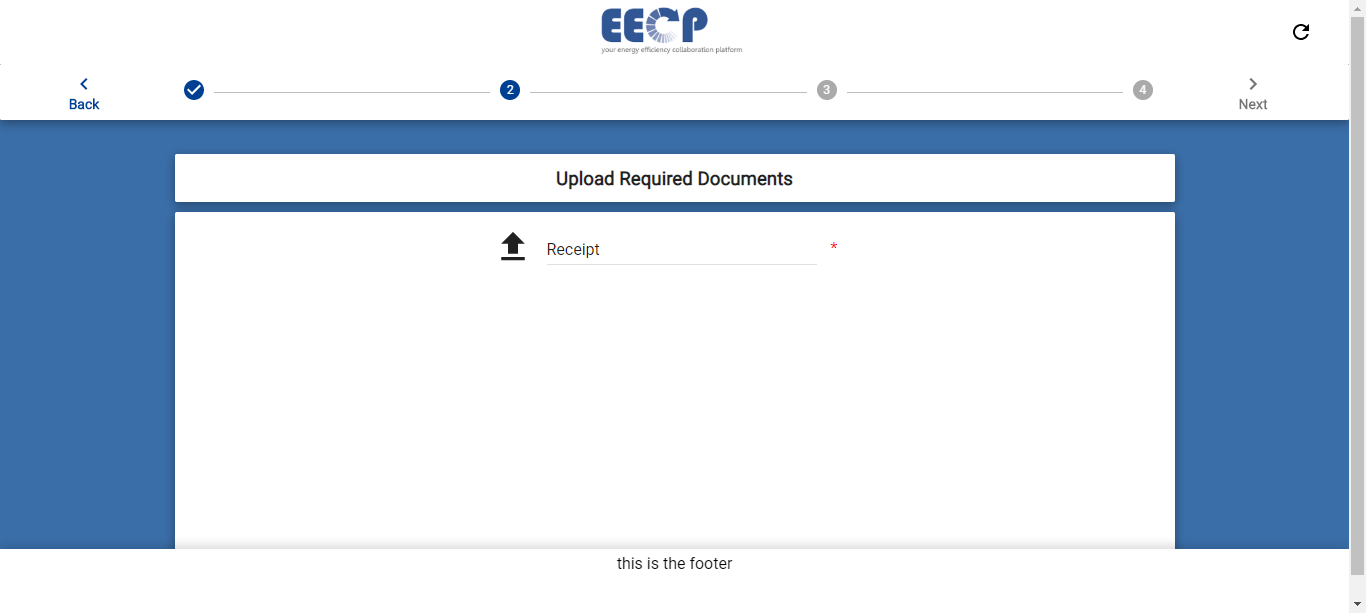 EECP
your energy efficiency collaboration platform
Back
2
3
4
Next
Upload Required Documents
Receipt *
this is the footer